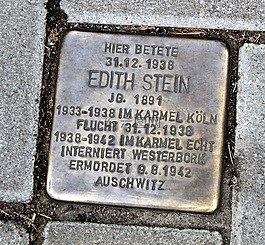 HIER BETETE
31.12.1938
EDITH STEIN
JG. 1891
1933-1938 IM KARMEL KÖLN
FLUCHT 31.12.1938
1938-1942 IM KARMEL ECHT
INTERNIERT WESTERBORK
ERMORDET 9.8.1942
AUSCHWITZ